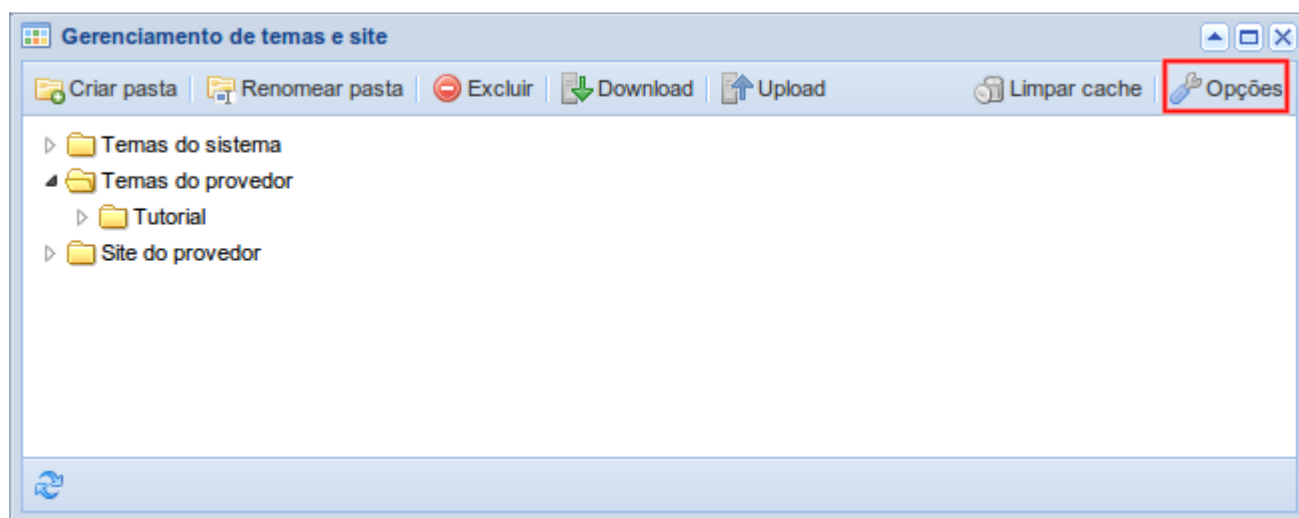 Gerenciamento de temas e site
Criar pasta Renomear pasta Excluir Download Upload Limpar cache Opções
Temas do sistema
Temas do provedor
Tutorial
Site do provedor